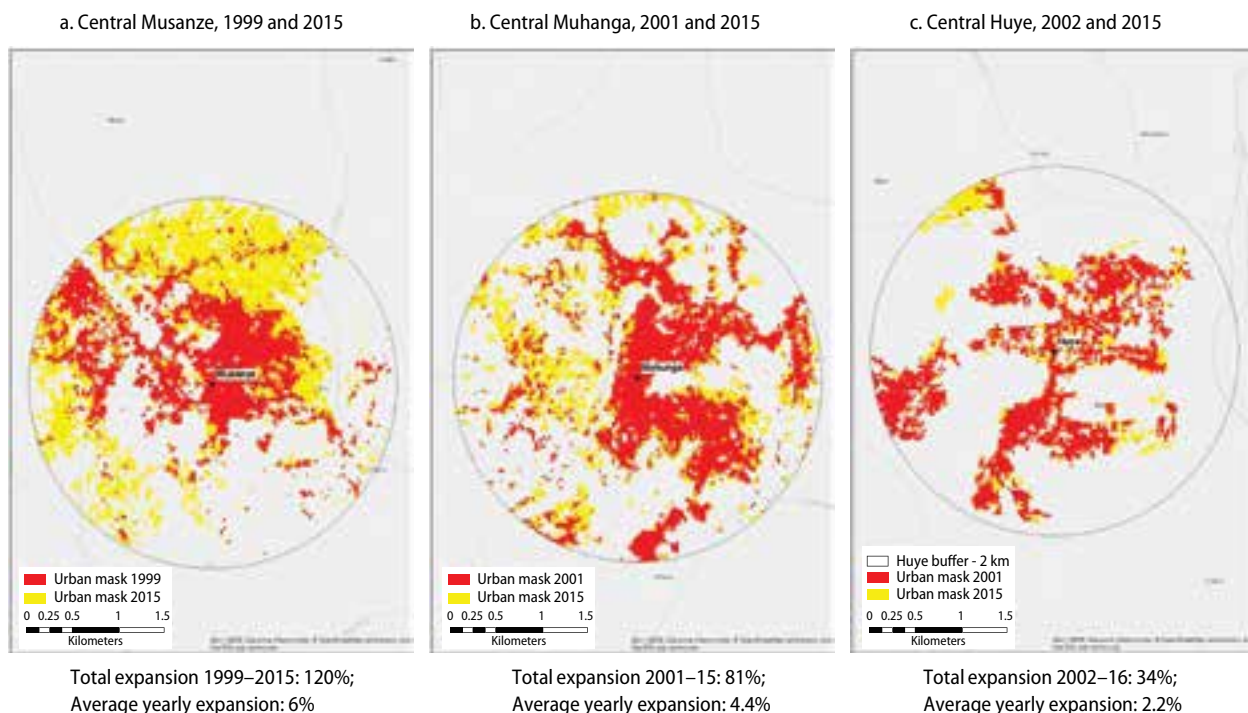 a. Central Musanze, 1999 and 2015
Musanze
Urban mask 1999
Urban mask 2015
0 0.25 0.5 1 1.5
Kilometers
Total expansion 1999–2015: 120%;
Average yearly expansion: 6%
b. Central Muhanga, 2001 and 2015
Muhanga
Urban mask 2001
Urban mask 2015
0 0.25 0.5 1 1.5
Kilometers
Total expansion 2001–15: 81%;
Average yearly expansion: 4.4%
c. Central Huye, 2002 and 2015
Huye
Huye buffer - 2 km
Urban mask 2001
Urban mask 2015
0 0.25 0.5 1 1.5
Kilometers
Total expansion 2002–16: 34%;
Average yearly expansion: 2.2%